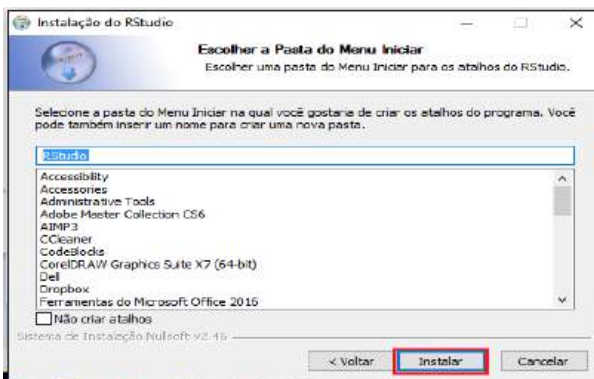 Instalação do RStudio
Escolher a Pasta do Menu Iniciar
Escolher uma pasta do Menu Iniciar para os atalhos do RStudio.
Selecione a pasta do Menu Iniciar na qual você gostaria de criar os atalhos do programa. Você
pode também inserir um nome para criar uma nova pasta.
RStudio
Accessibility
Accessories
Administrative Tools
Adobe Master Collection CS6
AIMP3
CCleaner
CodeBlocks
CorelDRAW Graphics Suite X7 (64-bit)
Dell
Dropbox
Ferramentas do Microsoft Office 2016
Não criar atalhos
Sistema de Instalação Nullsoft v2.46
< Voltar
Instalar
Cancelar